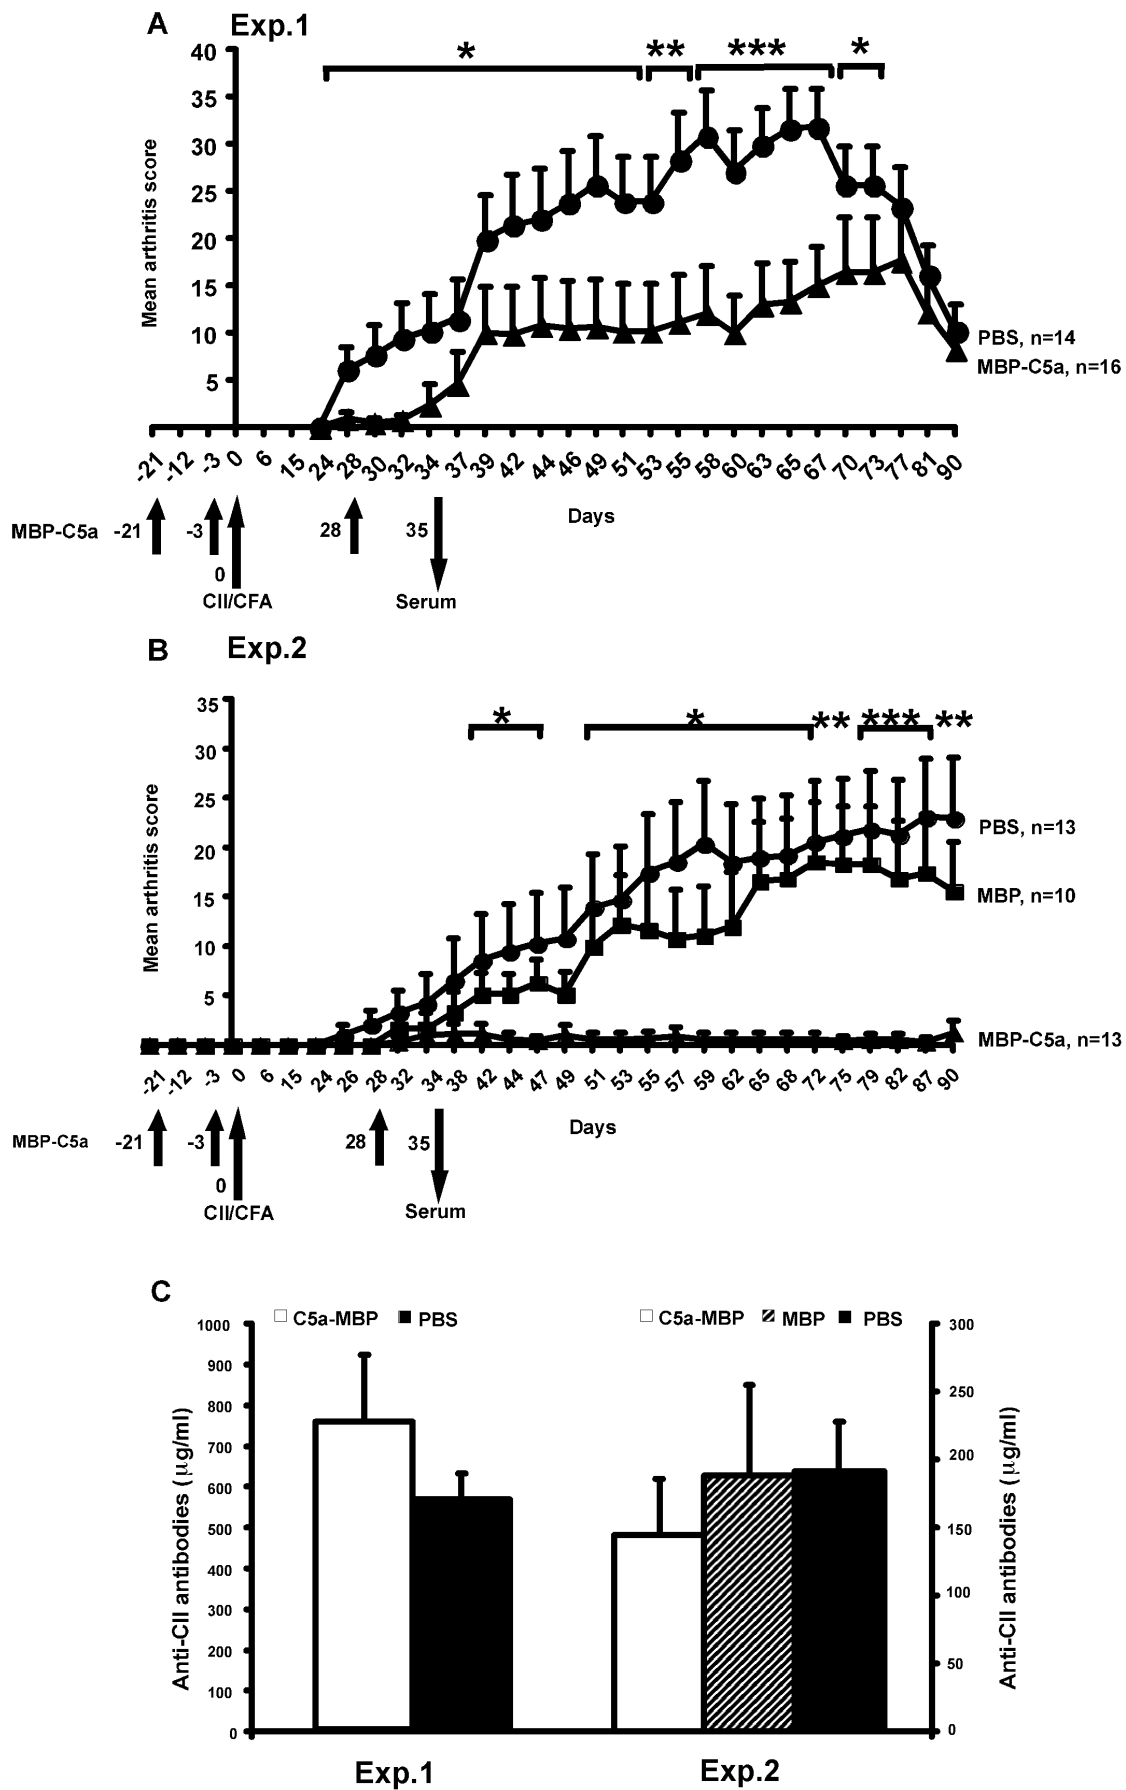 A Exp.1
* ** *** *
40
35
30
25
20
15
10
5
Mean arthritis score
PBS, n=14
MBP-C5a, n=16
-21 -12 -3 0 6 15 24 28 30 32 34 37 39 42 44 46 49 51 53 55 58 60 63 65 67 70 73 77 81 90
Days
MBP-C5a -21 -3 28 35
0
CII/CFA Serum
B Exp.2
* * ** *** **
35
30
25
20
15
10
5
Mean arthritis score
PBS, n=13
MBP, n=10
MBP-C5a, n=13
-21 -12 -3 0 6 15 24 26 28 32 34 38 42 44 47 49 51 53 55 57 59 62 65 68 72 75 79 82 87 90
Days
MBP-C5a -21 -3 28 35
0
CII/CFA Serum
C
C5a-MBP PBS C5a-MBP MBP PBS
1000
900
800
700
600
500
400
300
200
100
0
Anti-CII antibodies (µg/ml)
300
250
200
150
100
50
0
Anti-CII antibodies (µg/ml)
Exp.1 Exp.2